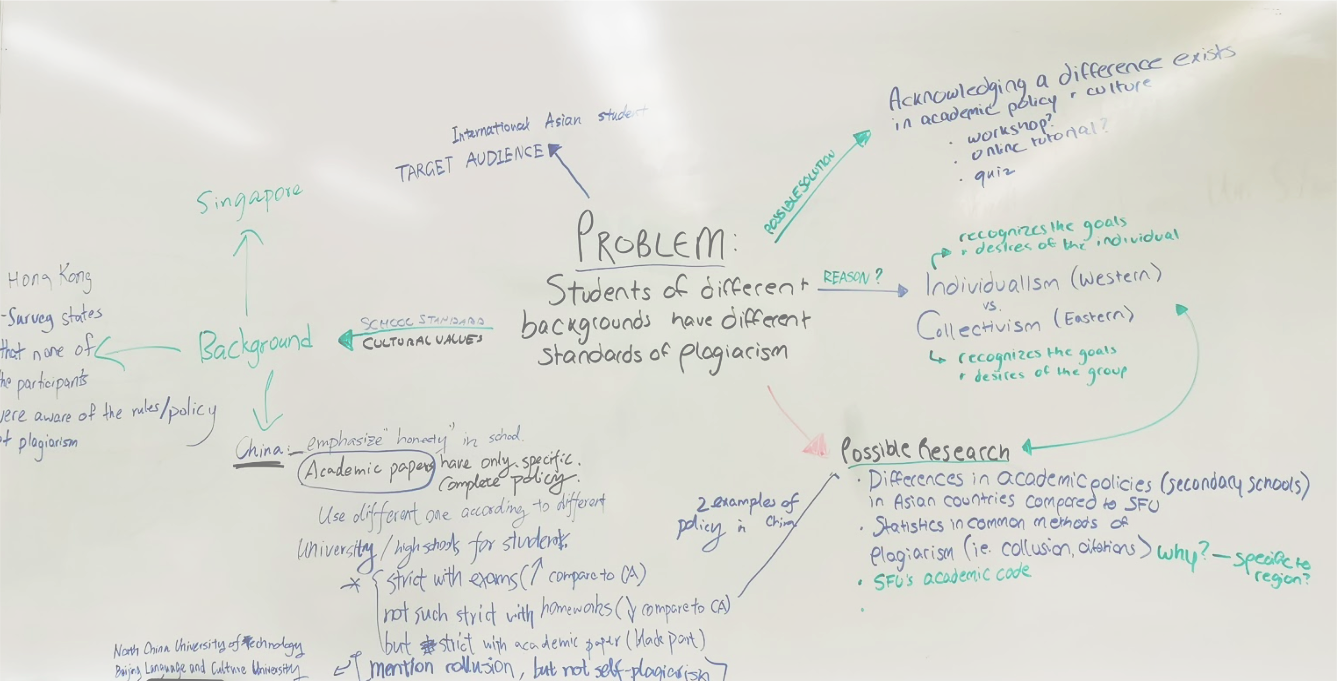 International Asian student
TARGET AUDIENCE
Acknowledging a difference exists
in academic policy + culture
· workshop?
· online tutorial?
· quiz
POSSIBLE SOLUTION
Singapore
PROBLEM:
Students of different
backgrounds have different
standards of plagiarism
REASON?
recognizes the goals
+ desires of the individual
Individualism (Western)
vs.
Collectivism (Eastern)
recognizes the goals
+ desires of the group
SCHOOL STANDARD
CULTURAL VALUES
Background
Hong Kong
-Survey states
that none of
he participants
vere aware of the rules/policy
of plagiarism
China: emphasize "honesty" in school.
Academic papers have only specific.
Complete policy.
Use different one according to different
University/high schools for students.
* strict with exams (↑ compare to CA)
not such strict with homeworks (↓ compare to CA)
but strict with academic paper (black part)
mention collusion, but not self-plagiarism
North China University of Technology
Beijing Language and Culture University
2 examples of
policy in China
Possible Research
· Differences in academic policies (secondary schools)
in Asian countries compared to SFU
· Statistics in common methods of
plagiarism (ie. collusion, citations) why? – specific to
region?
· SFU's academic code